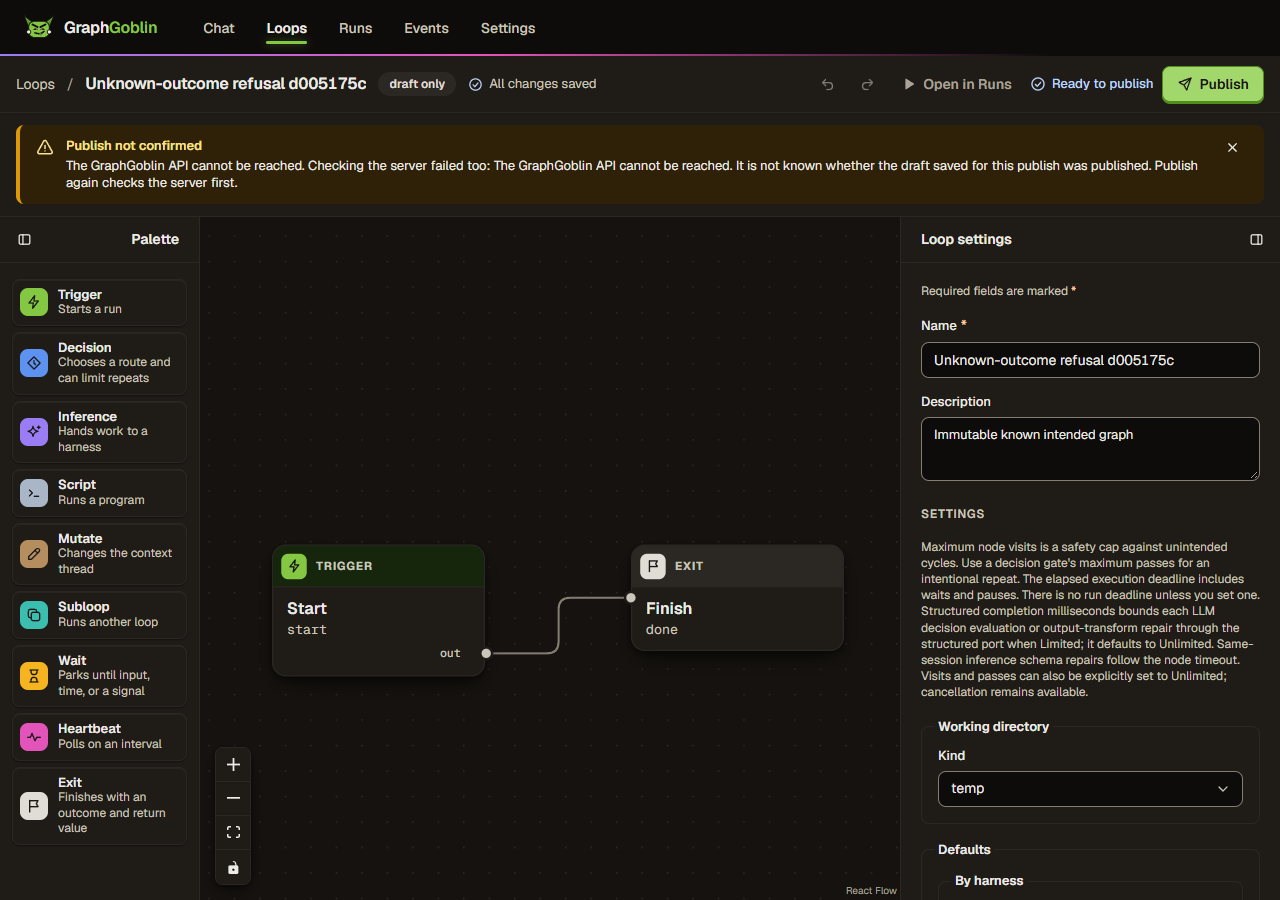 GraphGoblin
Chat
Loops
Runs
Events
Settings
Loops / Unknown-outcome refusal d005175c
draft only
All changes saved
Open in Runs
Ready to publish
Publish
Publish not confirmed
The GraphGoblin API cannot be reached. Checking the server failed too: The GraphGoblin API cannot be reached. It is not known whether the draft saved for this publish was published. Publish
again checks the server first.
Palette
Trigger
Starts a run
Decision
Chooses a route and
can limit repeats
Inference
Hands work to a
harness
Script
Runs a program
Mutate
Changes the context
thread
Subloop
Runs another loop
Wait
Parks until input,
time, or a signal
Heartbeat
Polls on an interval
Exit
Finishes with an
outcome and return
value
TRIGGER
Start
start
out
EXIT
Finish
done
React Flow
Loop settings
Required fields are marked *
Name *
Unknown-outcome refusal d005175c
Description
Immutable known intended graph
SETTINGS
Maximum node visits is a safety cap against unintended
cycles. Use a decision gate's maximum passes for an
intentional repeat. The elapsed execution deadline includes
waits and pauses. There is no run deadline unless you set one.
Structured completion milliseconds bounds each LLM
decision evaluation or output-transform repair through the
structured port when Limited; it defaults to Unlimited. Same-
session inference schema repairs follow the node timeout.
Visits and passes can also be explicitly set to Unlimited;
cancellation remains available.
Working directory
Kind
temp
Defaults
By harness